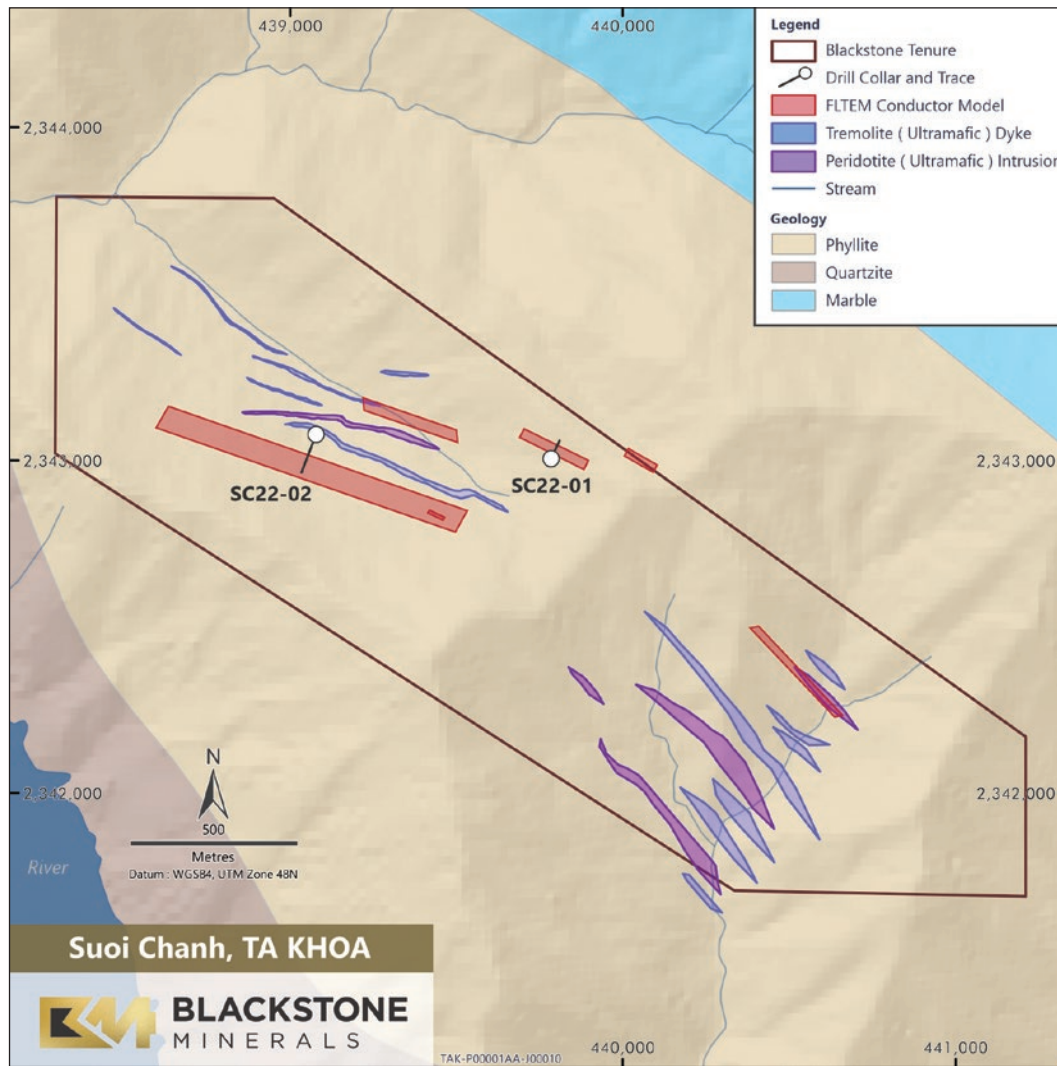 439,000
440,000
Legend
Blackstone Tenure
Drill Collar and Trace
FLTEM Conductor Model
Tremolite ( Ultramafic ) Dyke
Peridotite ( Ultramafic ) Intrusion
Stream
Geology
Phyllite
Quartzite
Marble
2,344,000
2,343,000
2,343,000
SC22-02
SC22-01
2,342,000
2,342,000
N
500
Metres
Datum : WGS84, UTM Zone 48N
River
Suoi Chanh, TA KHOA
BM
BLACKSTONE
MINERALS
TAK-P00001AA-J00010
440,000
441,000